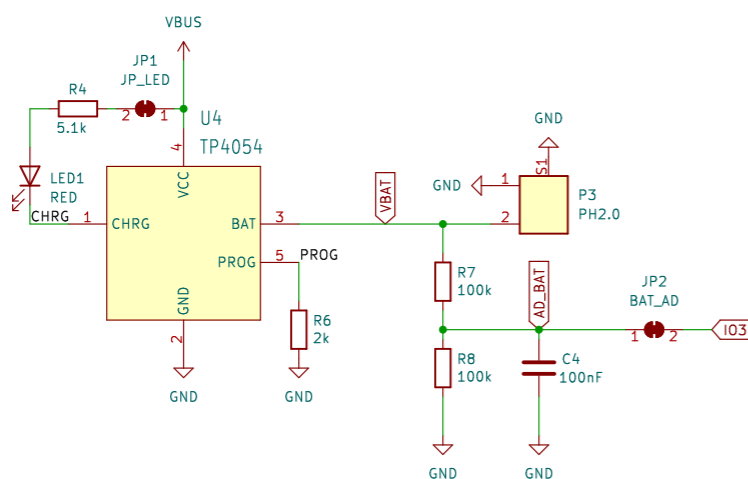 VBUS
JP1
JP_LED
R4
5.1k
2
1
U4
TP4054
4
VCC
LED1
RED
CHRG
1
CHRG
BAT
3
PROG
5
PROG
GND
2
GND
R6
2k
GND
VBAT
GND
S1
GND
1
2
P3
PH2.0
R7
100k
AD_BAT
JP2
BAT_AD
1
2
IO3
R8
100k
C4
100nF
GND
GND